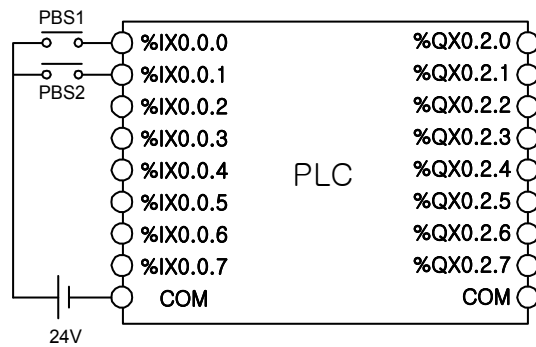 PBS1
%IX0.0.0 %QX0.2.0
%IX0.0.1 %QX0.2.1
PBS2
%IX0.0.2 %QX0.2.2
%IX0.0.3 %QX0.2.3
%IX0.0.4 %QX0.2.4
PLC
%IX0.0.5 %QX0.2.5
%IX0.0.6 %QX0.2.6
%IX0.0.7 %QX0.2.7
COM COM
24V